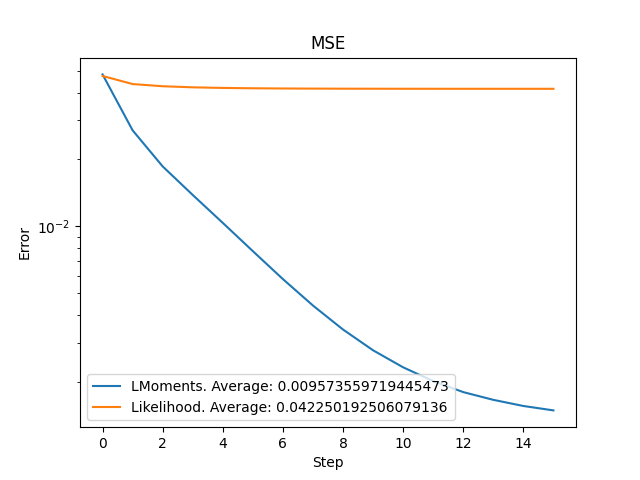 MSE
Error
10⁻²
LMoments. Average: 0.009573559719445473
Likelihood. Average: 0.042250192506079136
0 2 4 6 8 10 12 14
Step